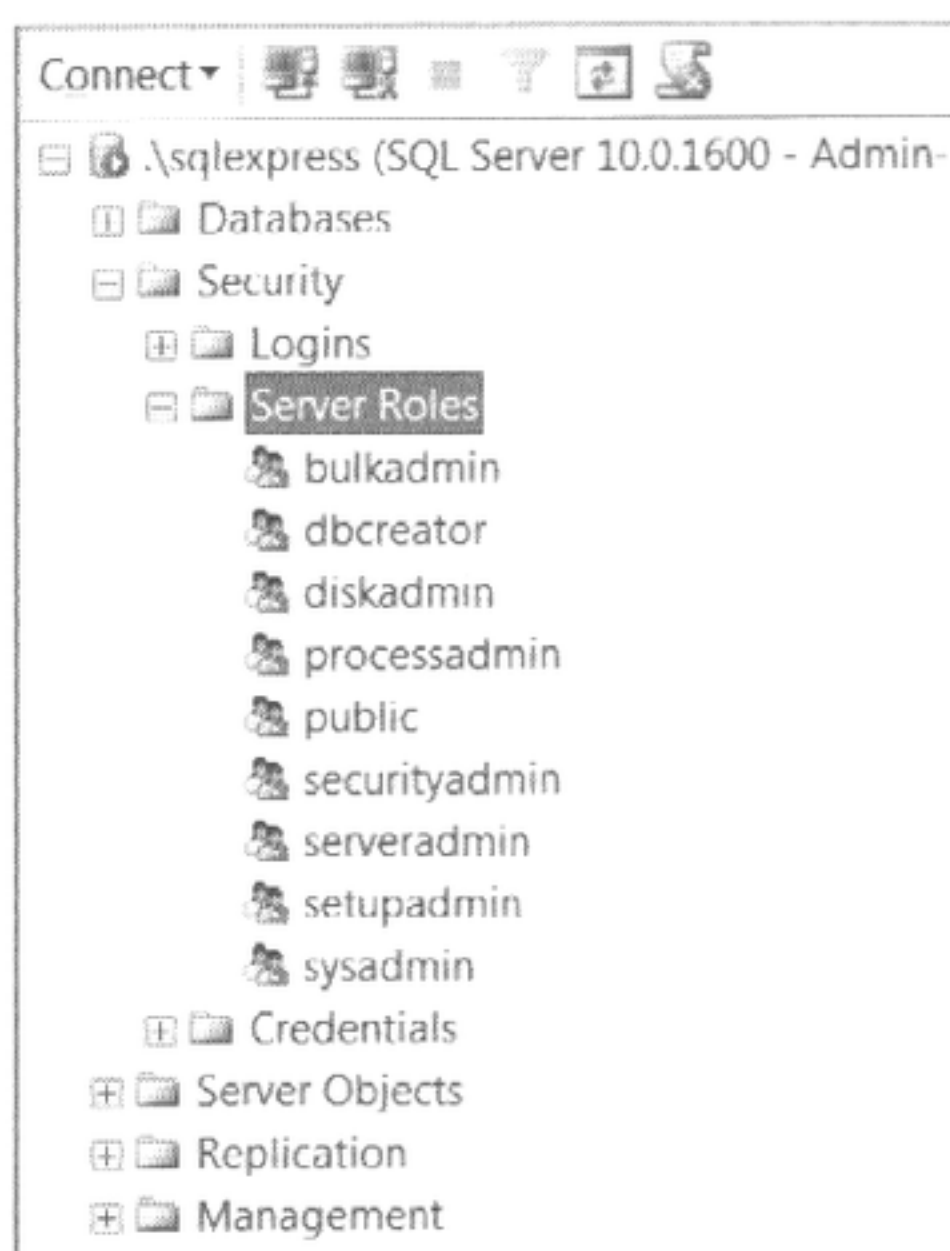 Connect
.\sqlexpress (SQL Server 10.0.1600 - Admin-
Databases
Security
Logins
Server Roles
bulkadmin
dbcreator
diskadmin
processadmin
public
securityadmin
serveradmin
setupadmin
sysadmin
Credentials
Server Objects
Replication
Management